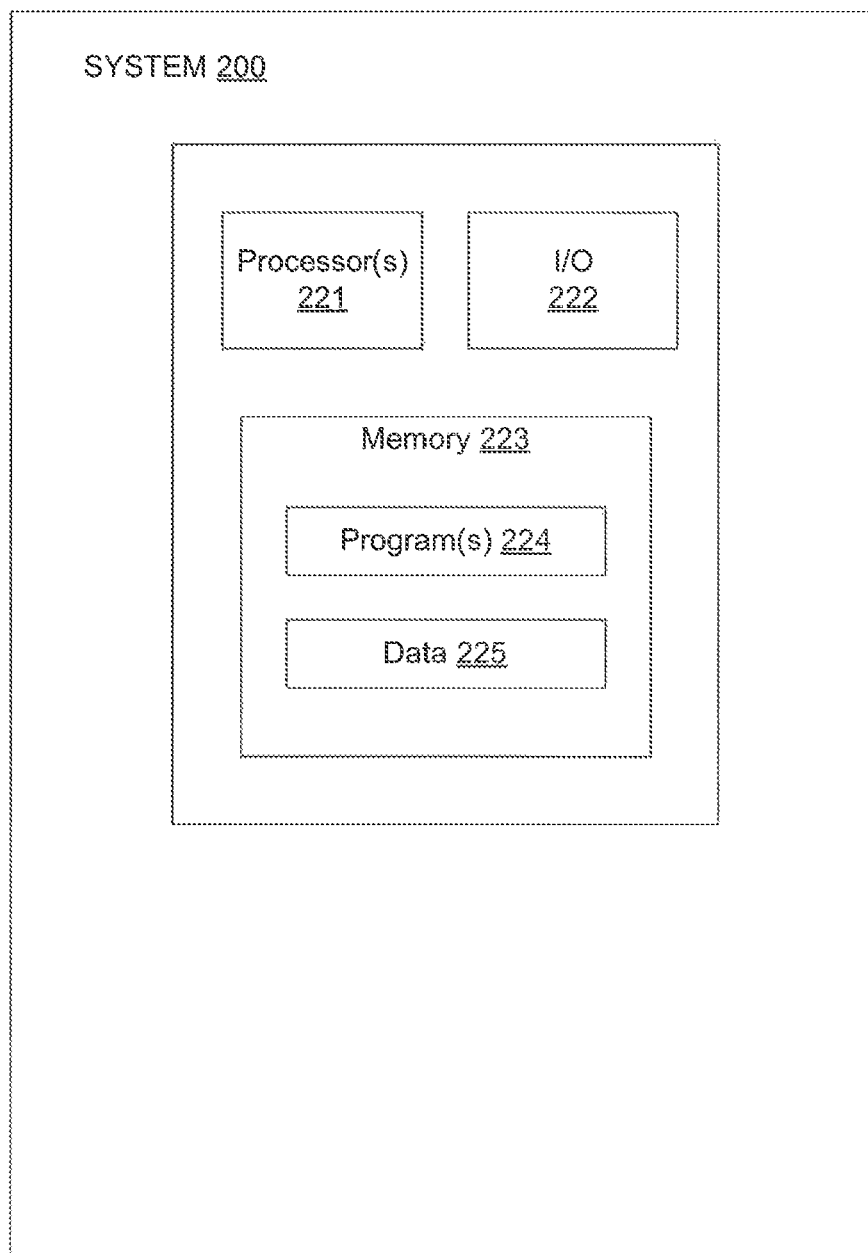 SYSTEM 200
Processor(s)
221
I/O
222
Memory 223
Program(s) 224
Data 225